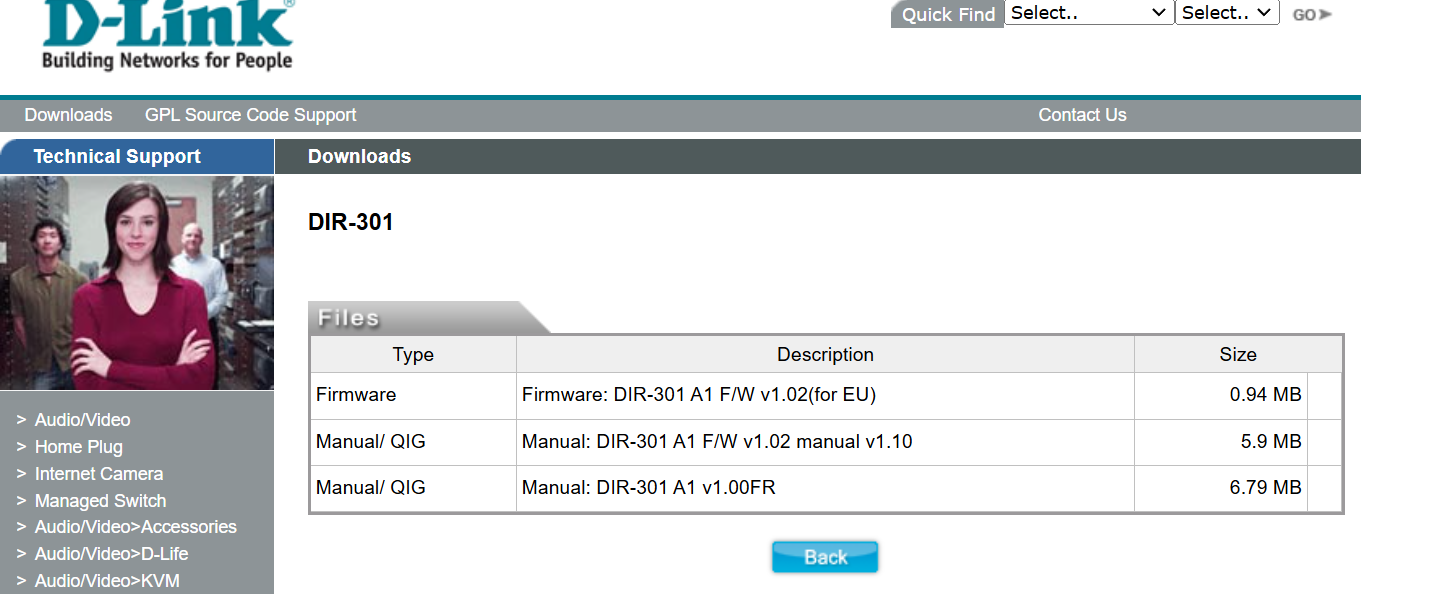 D-Link®
Building Networks for People
Quick Find Select.. Select.. GO
Downloads GPL Source Code Support Contact Us
Technical Support
Downloads
DIR-301
Files
Type Description Size
Firmware Firmware: DIR-301 A1 F/W v1.02(for EU) 0.94 MB
Manual/ QIG Manual: DIR-301 A1 F/W v1.02 manual v1.10 5.9 MB
Manual/ QIG Manual: DIR-301 A1 v1.00FR 6.79 MB
Back
> Audio/Video
> Home Plug
> Internet Camera
> Managed Switch
> Audio/Video>Accessories
> Audio/Video>D-Life
> Audio/Video>KVM